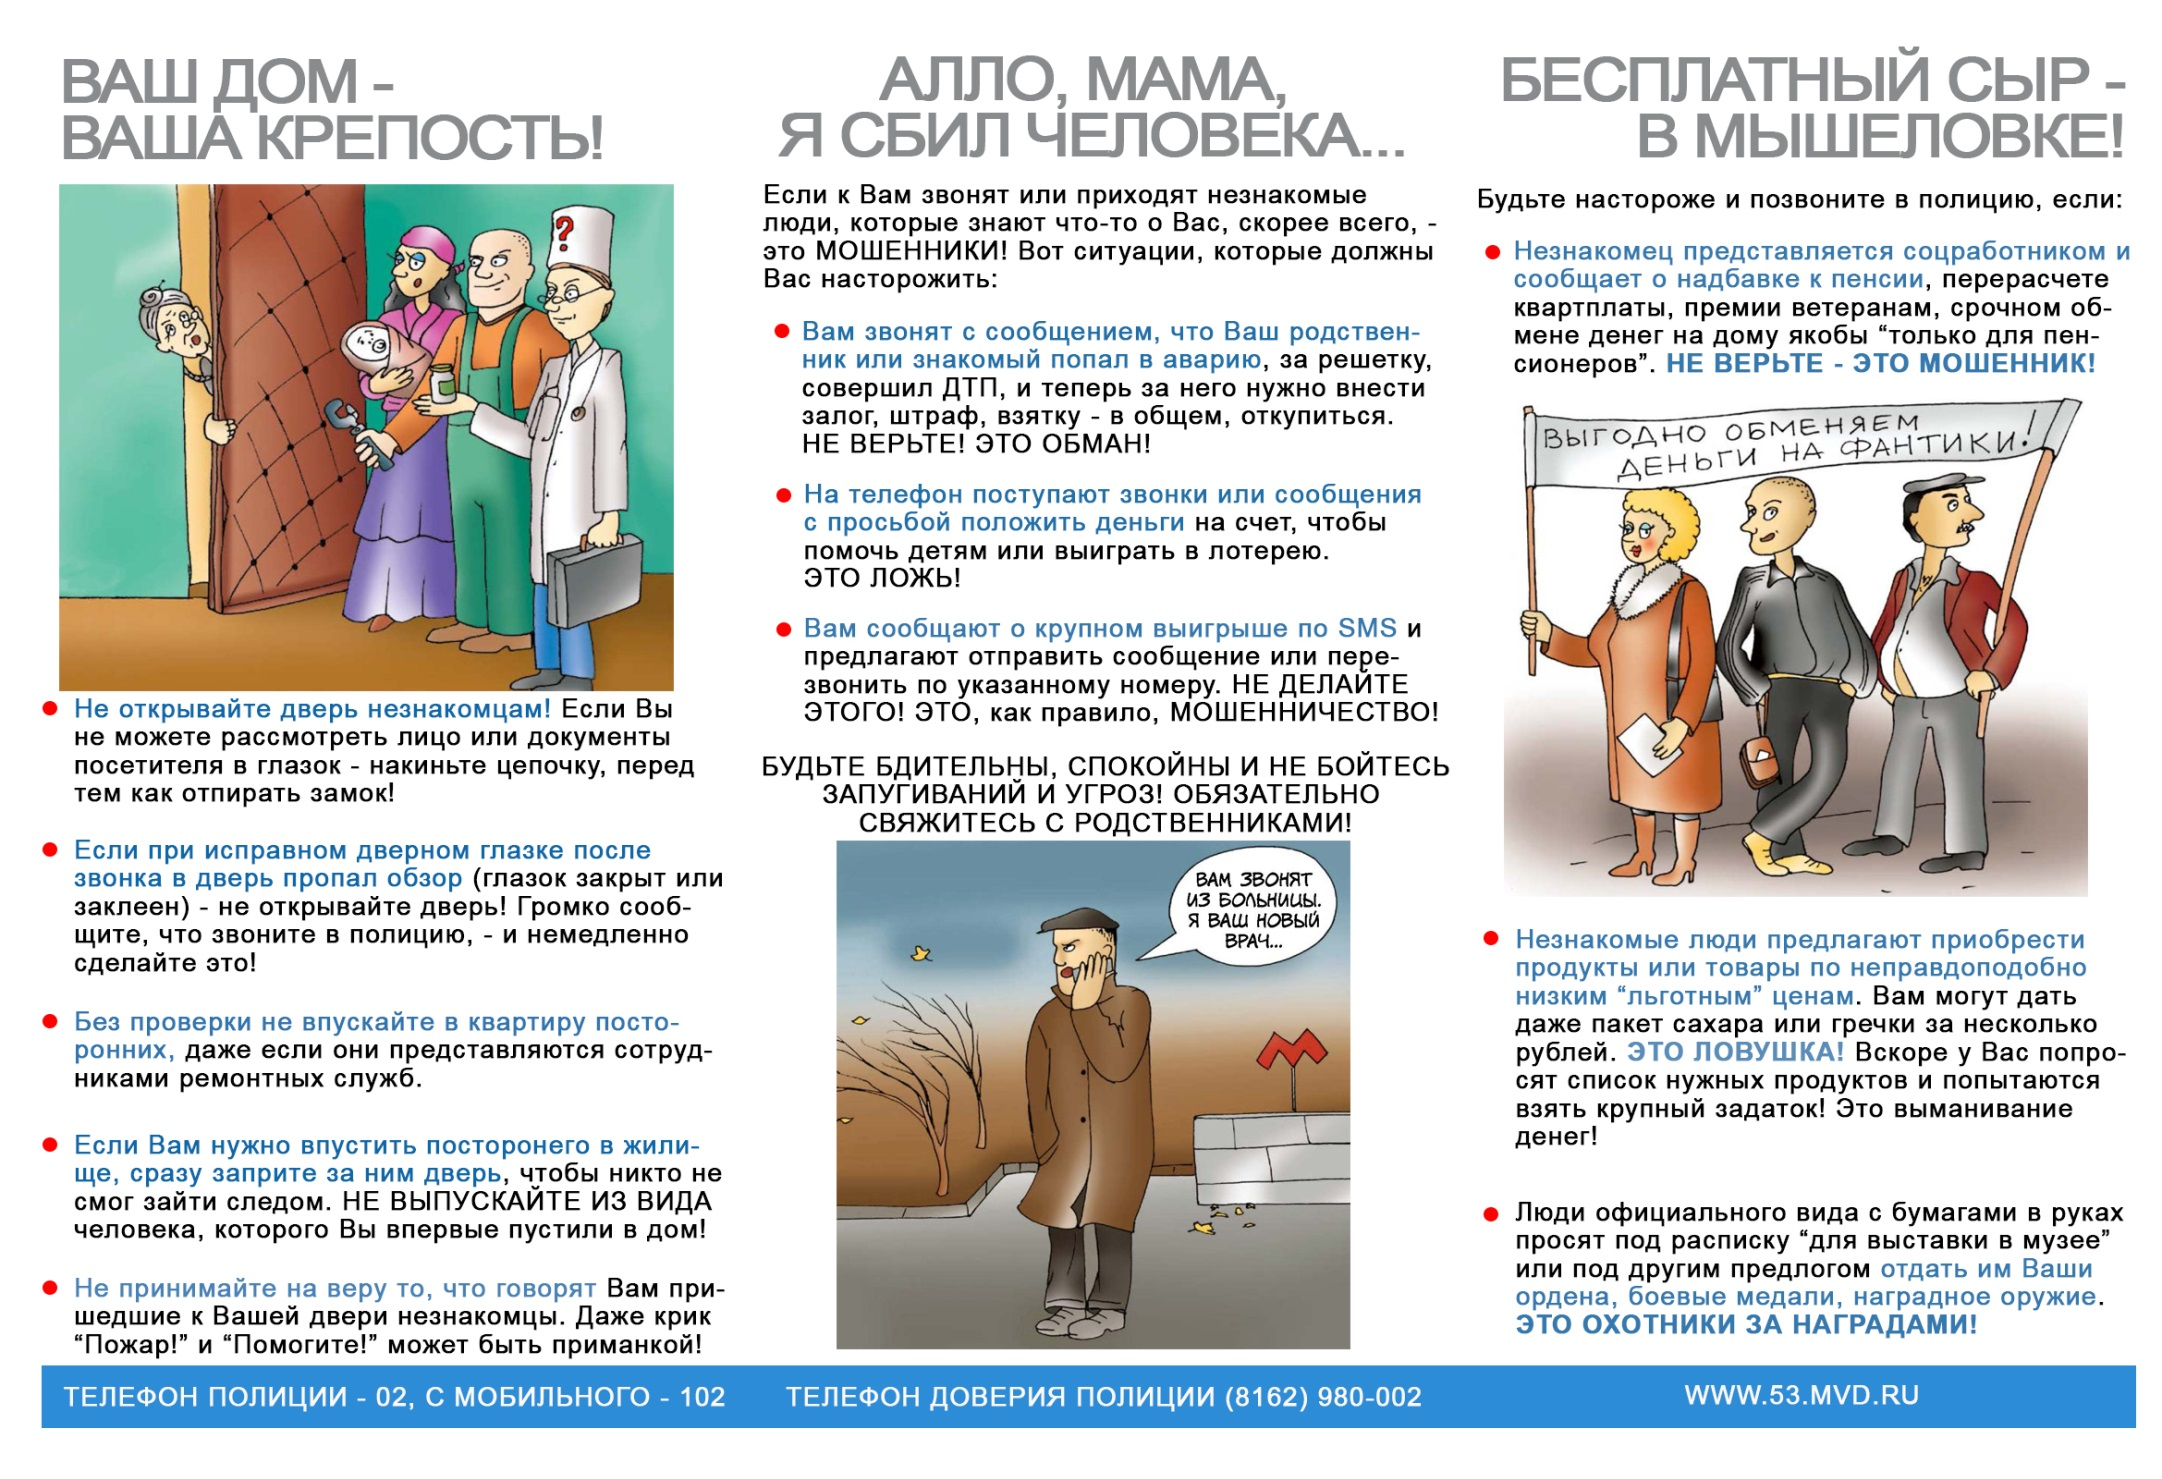 ВАШ ДОМ -
ВАША КРЕПОСТЬ!
?
Не открывайте дверь незнакомцам! Если Вы
не можете рассмотреть лицо или документы
посетителя в глазок - накиньте цепочку, перед
тем как отпирать замок!
Если при исправном дверном глазке после
звонка в дверь пропал обзор (глазок закрыт или
заклеен) - не открывайте дверь! Громко сооб-
щите, что звоните в полицию, - и немедленно
сделайте это!
Без проверки не впускайте в квартиру посто-
ронних, даже если они представляются сотруд-
никами ремонтных служб.
Если Вам нужно впустить посторонего в жили-
ще, сразу заприте за ним дверь, чтобы никто не
смог зайти следом. НЕ ВЫПУСКАЙТЕ ИЗ ВИДА
человека, которого Вы впервые пустили в дом!
Не принимайте на веру то, что говорят Вам при-
шедшие к Вашей двери незнакомцы. Даже крик
“Пожар!” и “Помогите!” может быть приманкой!
АЛЛО, МАМА,
Я СБИЛ ЧЕЛОВЕКА...
Если к Вам звонят или приходят незнакомые
люди, которые знают что-то о Вас, скорее всего, -
это МОШЕННИКИ! Вот ситуации, которые должны
Вас насторожить:
Вам звонят с сообщением, что Ваш родствен-
ник или знакомый попал в аварию, за решетку,
совершил ДТП, и теперь за него нужно внести
залог, штраф, взятку - в общем, откупиться.
НЕ ВЕРЬТЕ! ЭТО ОБМАН!
На телефон поступают звонки или сообщения
с просьбой положить деньги на счет, чтобы
помочь детям или выиграть в лотерею.
ЭТО ЛОЖЬ!
Вам сообщают о крупном выигрыше по SMS и
предлагают отправить сообщение или пере-
звонить по указанному номеру. НЕ ДЕЛАЙТЕ
ЭТОГО! ЭТО, как правило, МОШЕННИЧЕСТВО!
БУДЬТЕ БДИТЕЛЬНЫ, СПОКОЙНЫ И НЕ БОЙТЕСЬ
ЗАПУГИВАНИЙ И УГРОЗ! ОБЯЗАТЕЛЬНО
СВЯЖИТЕСЬ С РОДСТВЕННИКАМИ!
ВАМ ЗВОНЯТ
ИЗ БОЛЬНИЦЫ.
Я ВАШ НОВЫЙ
ВРАЧ...
М
БЕСПЛАТНЫЙ СЫР -
В МЫШЕЛОВКЕ!
Будьте настороже и позвоните в полицию, если:
Незнакомец представляется соцработником и
сообщает о надбавке к пенсии, перерасчете
квартплаты, премии ветеранам, срочном об-
мене денег на дому якобы “только для пен-
сионеров”. НЕ ВЕРЬТЕ - ЭТО МОШЕННИК!
ВЫГОДНО ОБМЕНЯЕМ
ДЕНЬГИ НА ФАНТИКИ!
Незнакомые люди предлагают приобрести
продукты или товары по неправдоподобно
низким “льготным” ценам. Вам могут дать
даже пакет сахара или гречки за несколько
рублей. ЭТО ЛОВУШКА! Вскоре у Вас попро-
сят список нужных продуктов и попытаются
взять крупный задаток! Это выманивание
денег!
Люди официального вида с бумагами в руках
просят под расписку “для выставки в музее”
или под другим предлогом отдать им Ваши
ордена, боевые медали, наградное оружие.
ЭТО ОХОТНИКИ ЗА НАГРАДАМИ!
ТЕЛЕФОН ПОЛИЦИИ - 02, С МОБИЛЬНОГО - 102
ТЕЛЕФОН ДОВЕРИЯ ПОЛИЦИИ (8162) 980-002
WWW.53.MVD.RU